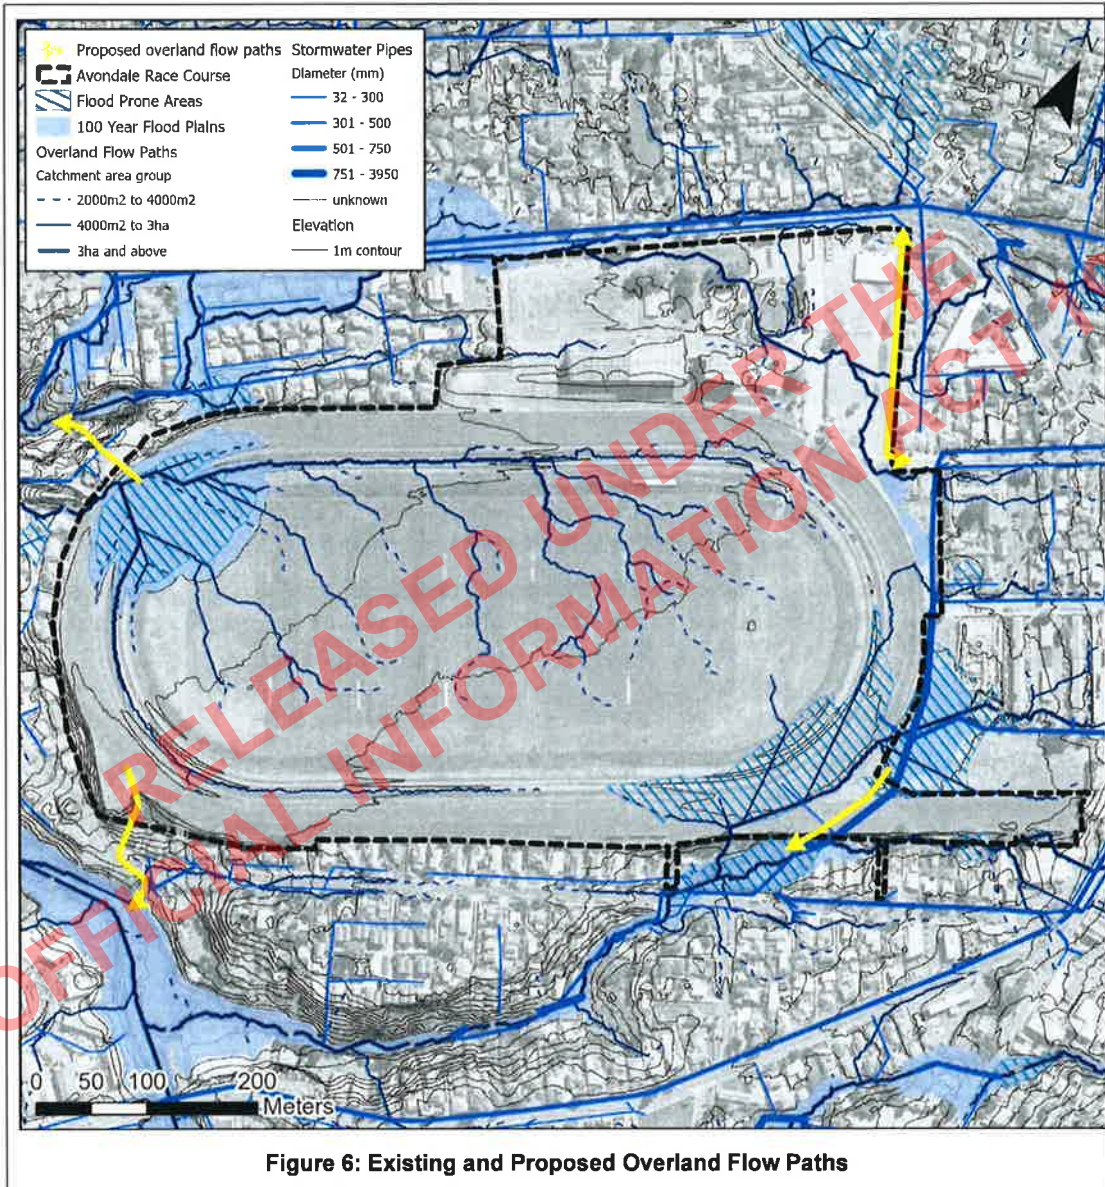 Proposed overland flow paths
Avondale Race Course
Flood Prone Areas
100 Year Flood Plains
Overland Flow Paths
Catchment area group
2000m2 to 4000m2
4000m2 to 3ha
3ha and above
Stormwater Pipes
Diameter (mm)
32 - 300
301 - 500
501 - 750
751 - 3950
unknown
Elevation
1m contour
RELEASED UNDER THE
OFFICIAL INFORMATION ACT
0 50 100 200
Meters
Figure 6: Existing and Proposed Overland Flow Paths